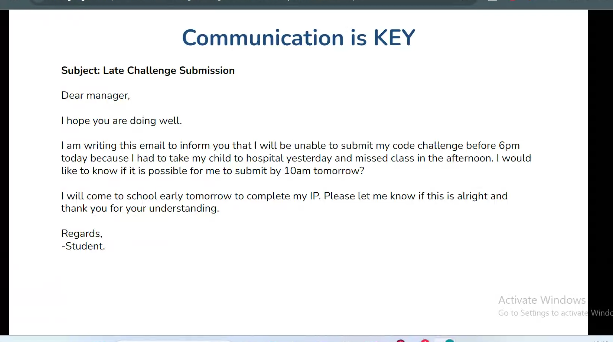 Communication is KEY
Subject: Late Challenge Submission
Dear manager,
I hope you are doing well.
I am writing this email to inform you that I will be unable to submit my code challenge before 6pm
today because I had to take my child to hospital yesterday and missed class in the afternoon. I would
like to know if it is possible for me to submit by 10am tomorrow?
I will come to school early tomorrow to complete my IP. Please let me know if this is alright and
thank you for your understanding.
Regards,
-Student.
Activate Windows
Go to Settings to activate Windo